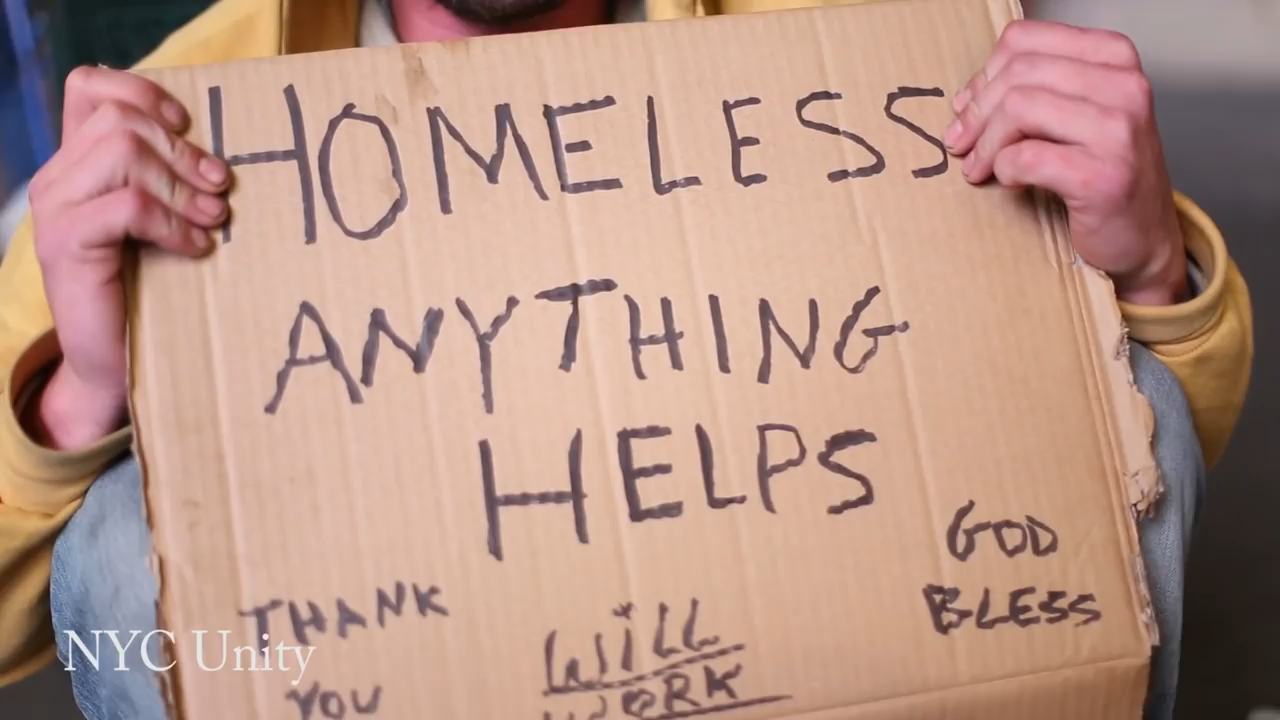 HOMELESS
ANYTHING
HELPS
GOD
BLESS
THANK
YOU
WiLL
WORK
NYC Unity